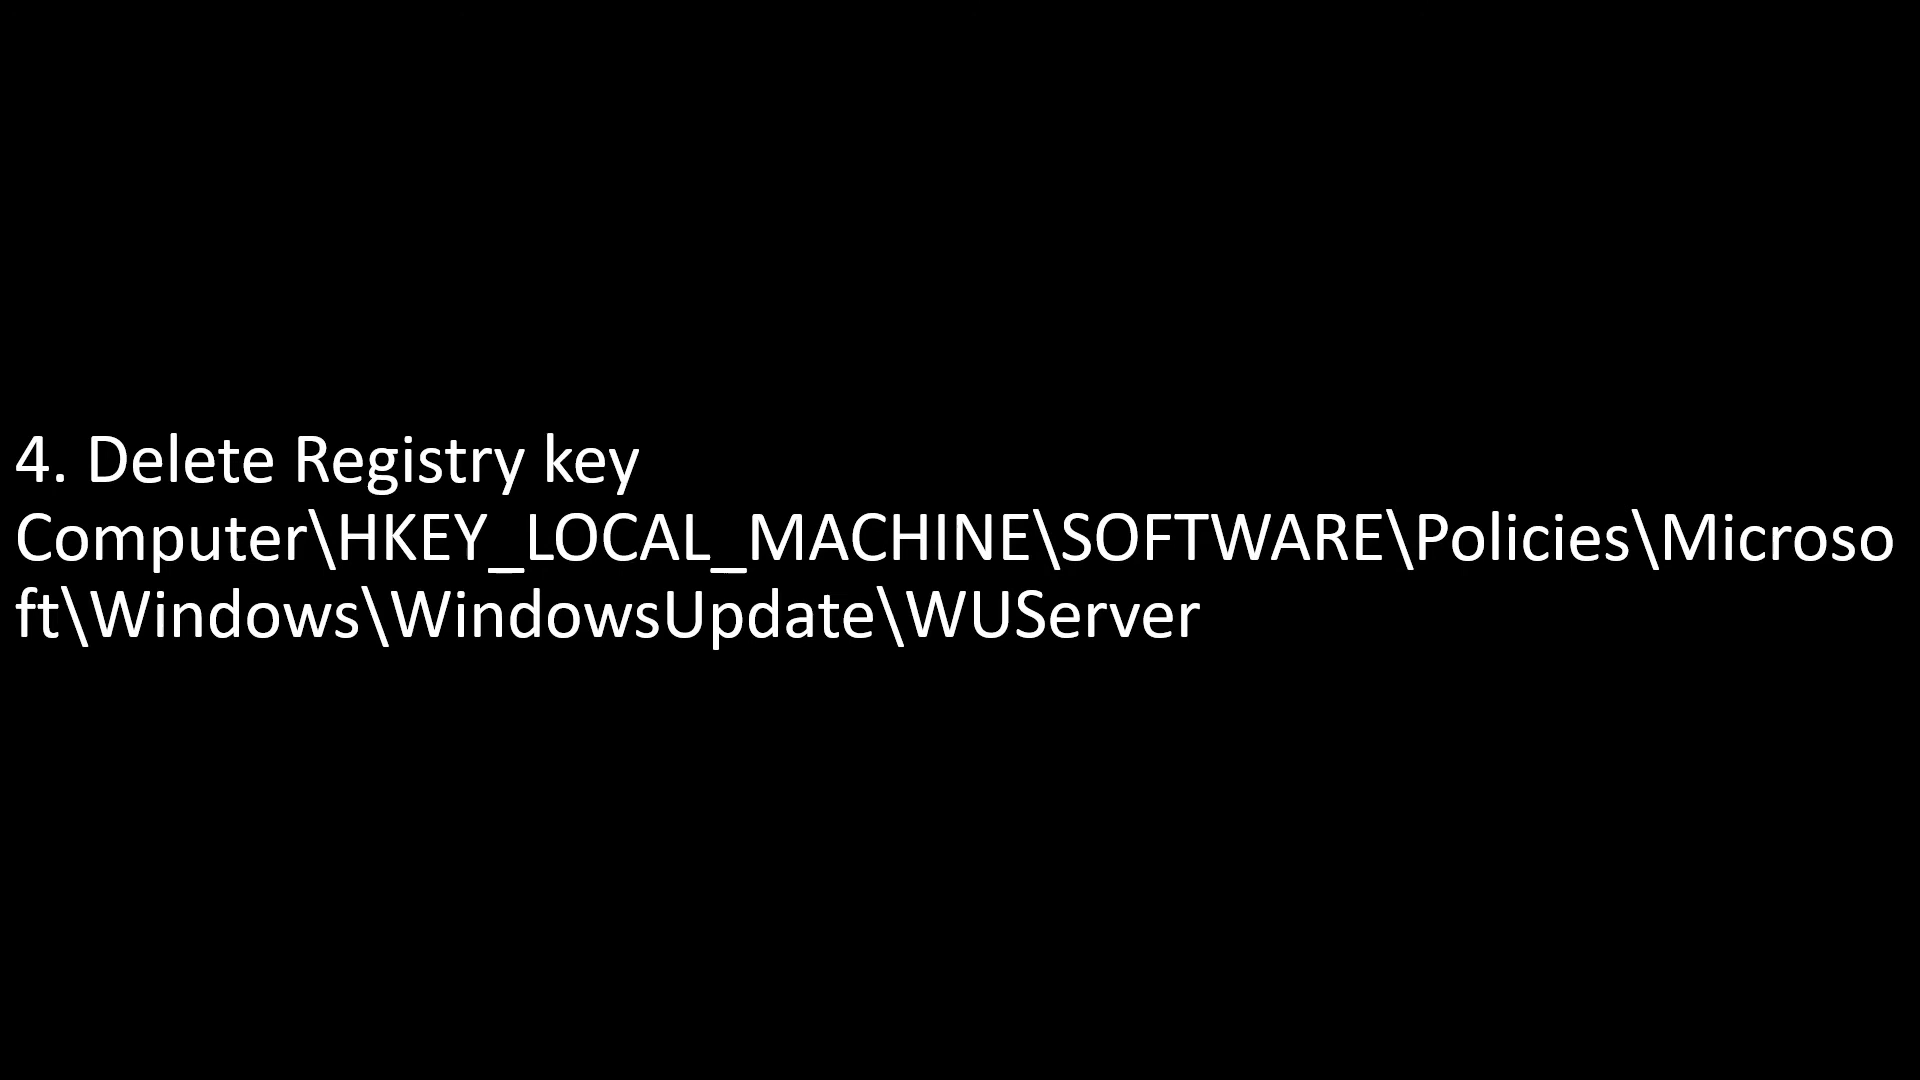 4. Delete Registry key
Computer\HKEY_LOCAL_MACHINE\SOFTWARE\Policies\Microso
ft\Windows\WindowsUpdate\WUServer